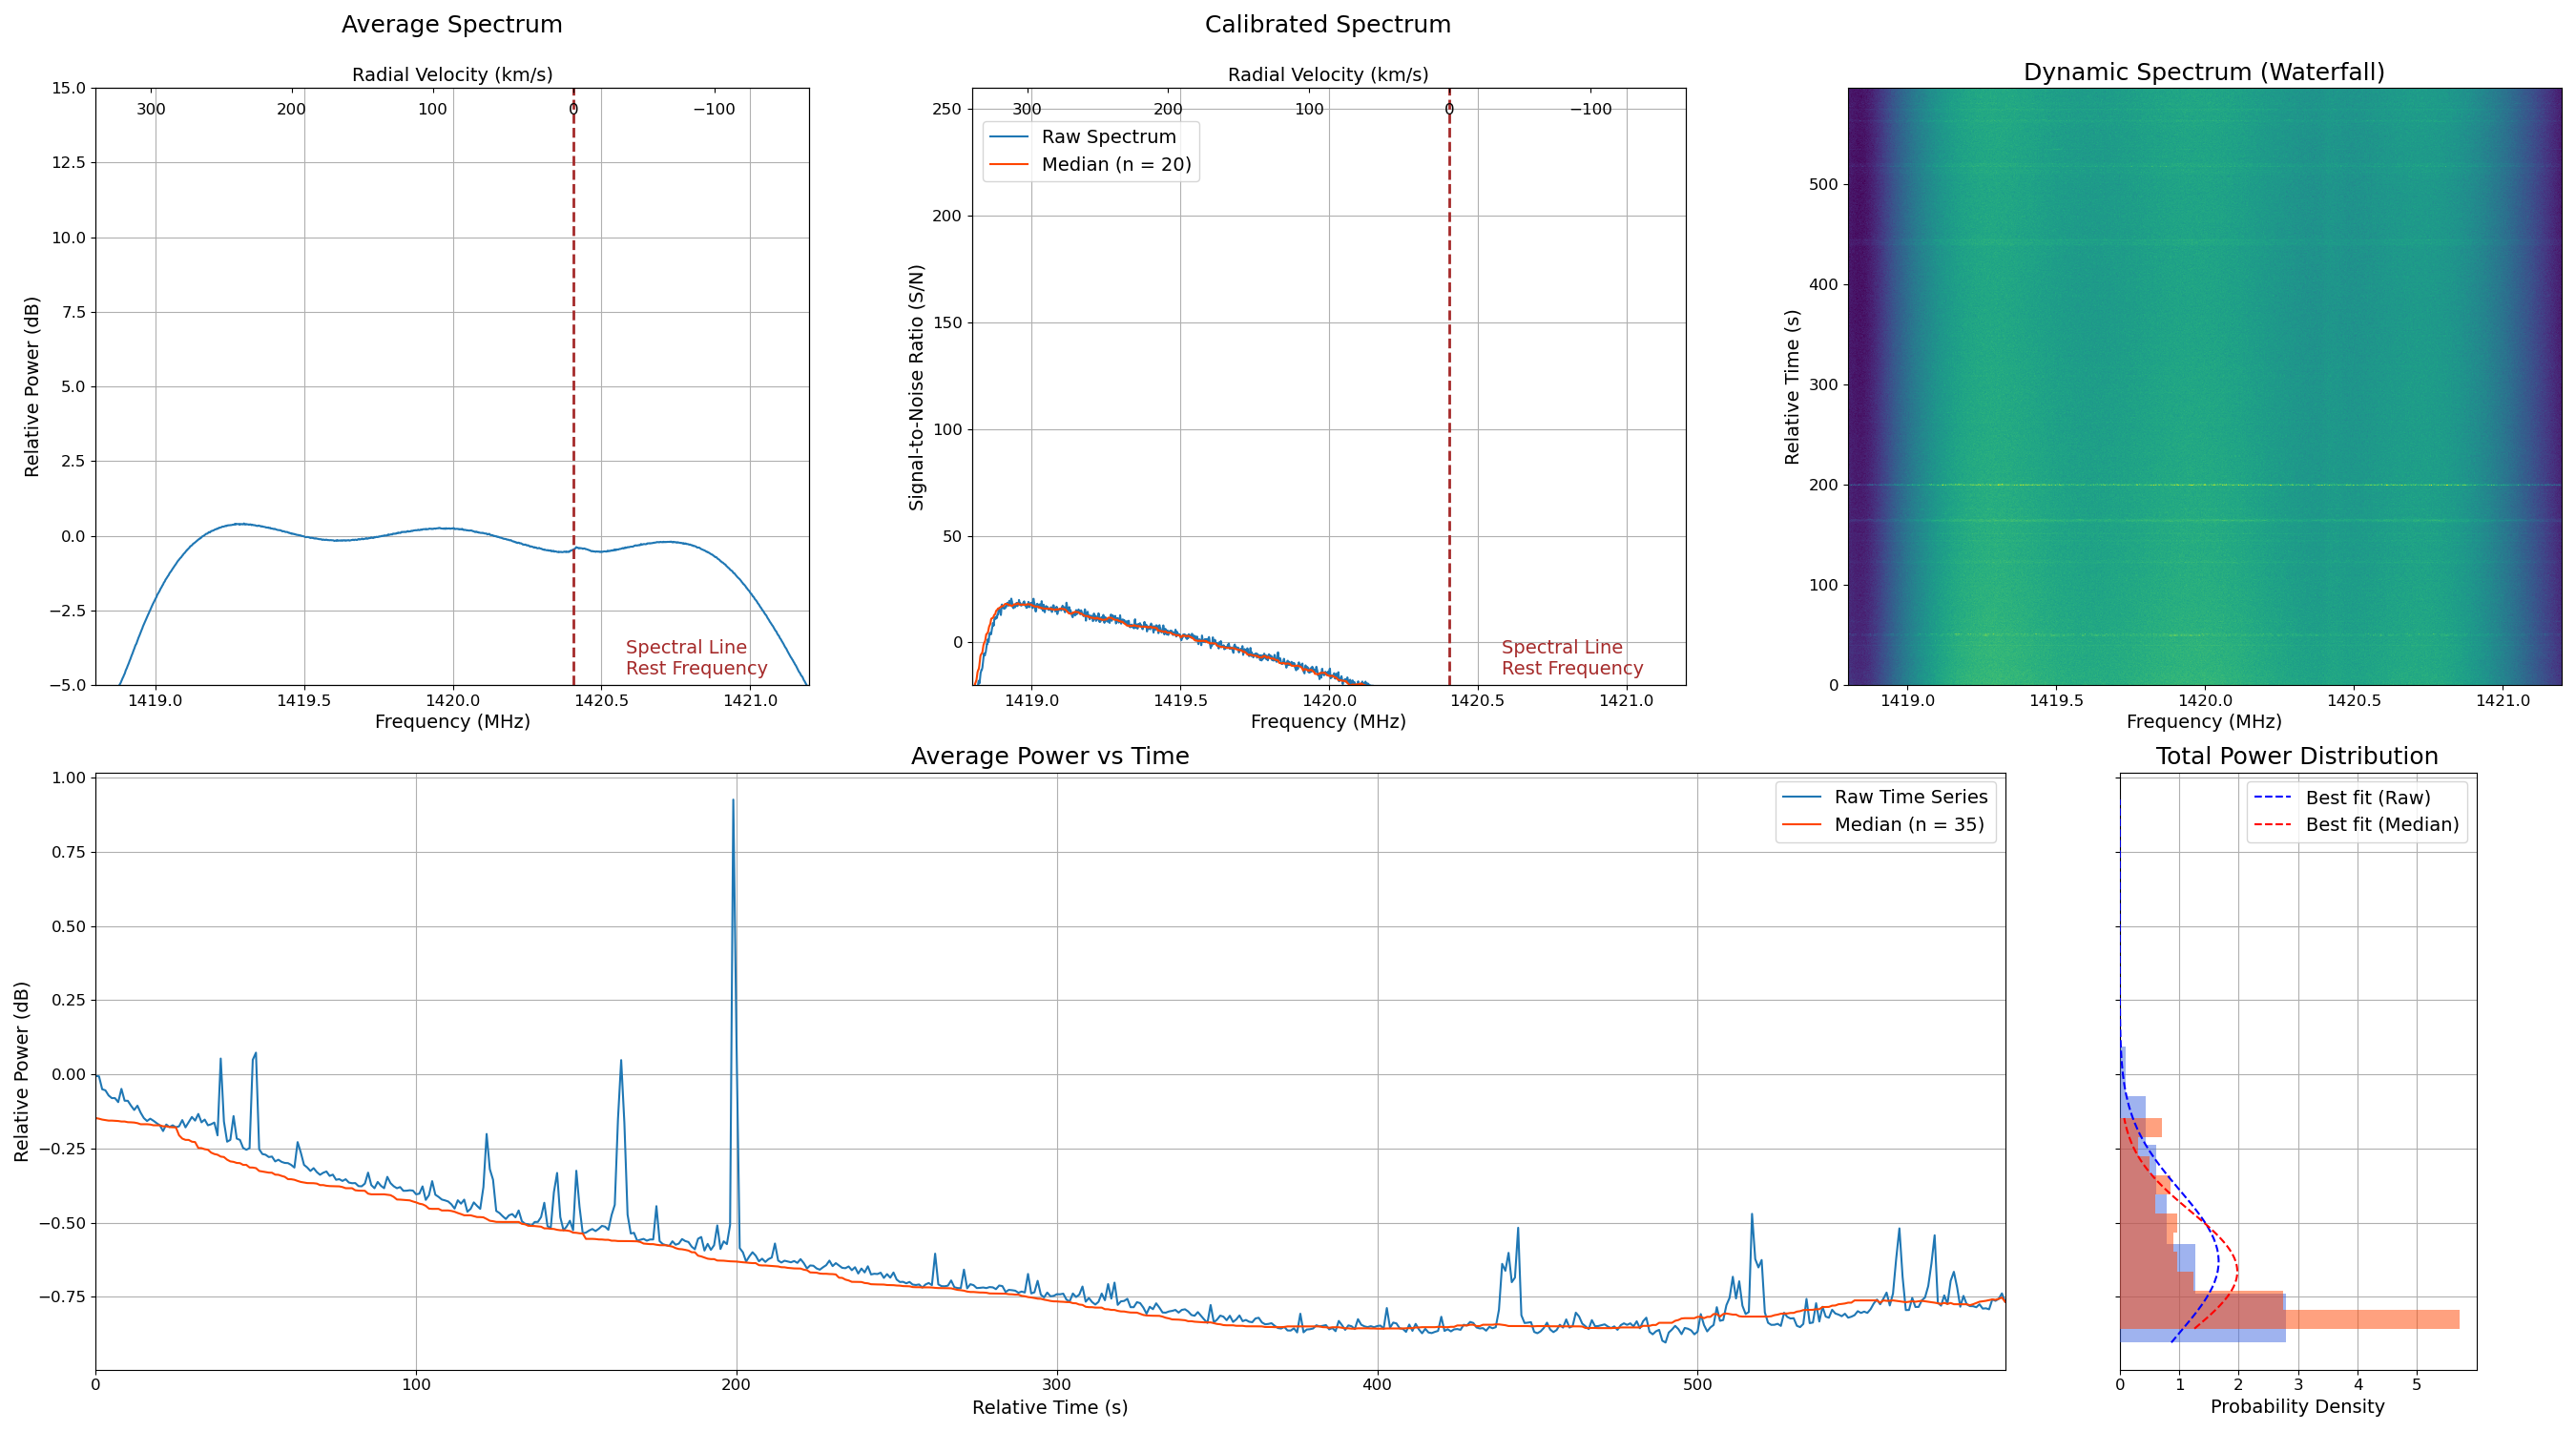 Average Spectrum
Radial Velocity (km/s)
300 200 100 0 −100
15.0
12.5
10.0
7.5
5.0
2.5
0.0
−2.5
−5.0
Relative Power (dB)
Spectral Line
Rest Frequency
1419.0 1419.5 1420.0 1420.5 1421.0
Frequency (MHz)
Calibrated Spectrum
Radial Velocity (km/s)
300 200 100 0 −100
Raw Spectrum
Median (n = 20)
250
200
150
100
50
0
Signal-to-Noise Ratio (S/N)
Spectral Line
Rest Frequency
1419.0 1419.5 1420.0 1420.5 1421.0
Frequency (MHz)
Dynamic Spectrum (Waterfall)
500
400
300
200
100
0
Relative Time (s)
1419.0 1419.5 1420.0 1420.5 1421.0
Frequency (MHz)
Average Power vs Time
Raw Time Series
Median (n = 35)
1.00
0.75
0.50
0.25
0.00
−0.25
−0.50
−0.75
Relative Power (dB)
0 100 200 300 400 500
Relative Time (s)
Total Power Distribution
Best fit (Raw)
Best fit (Median)
0 1 2 3 4 5
Probability Density